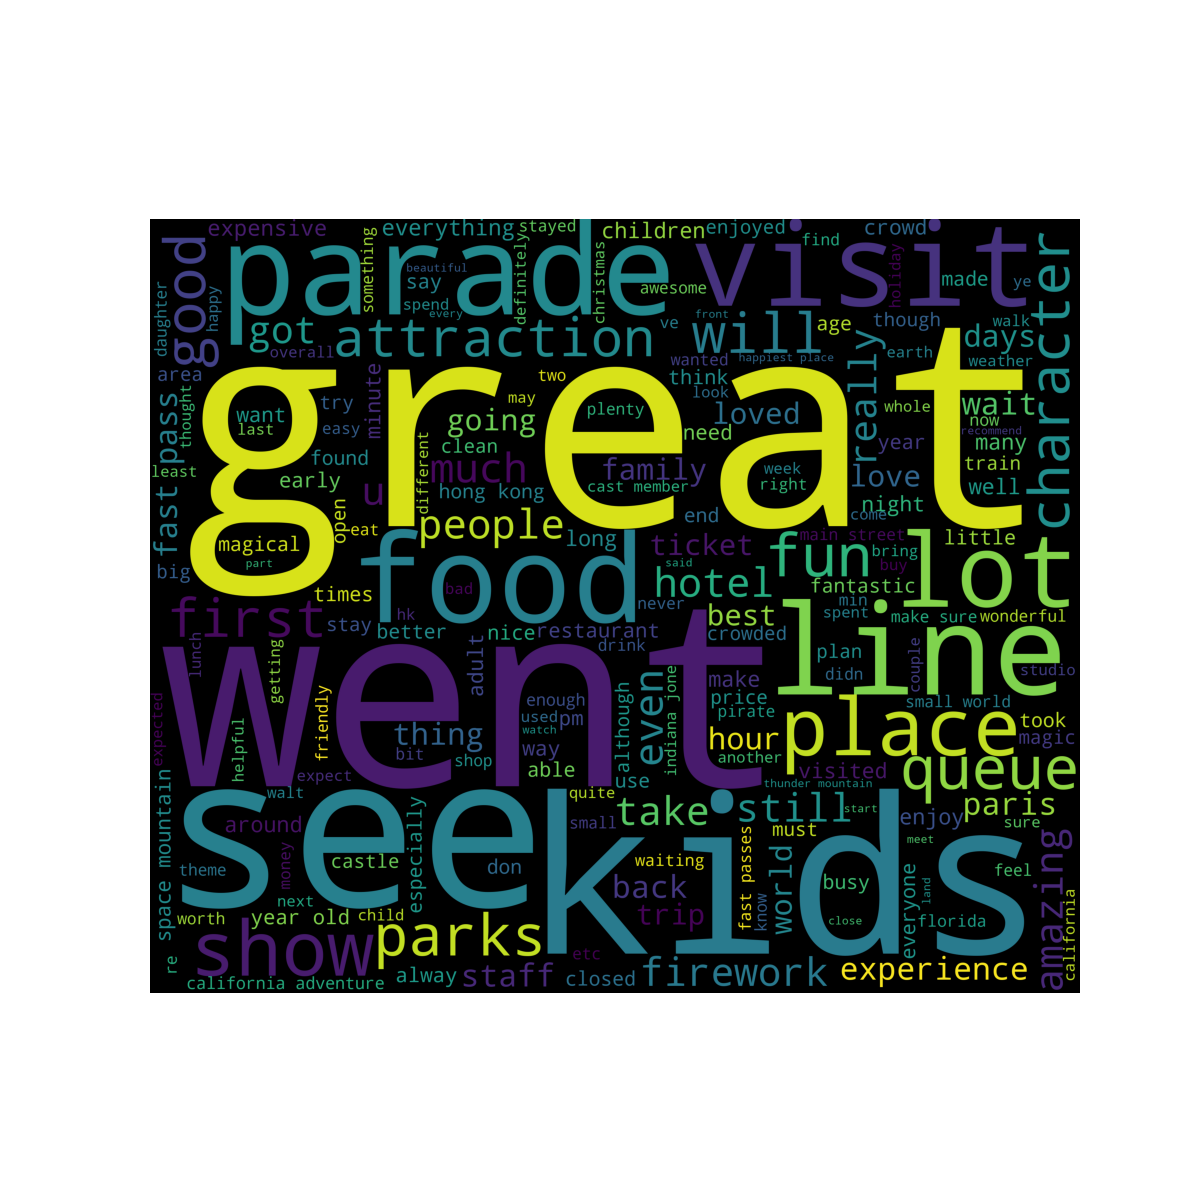 expensive
everything
stayed
children
enjoyed
crowd
good
parade
visit
something
beautiful
definitely
christmas
find
holiday
made
ye
character
daughter
happy
say
spend
every
awesome
got
attraction
ve
front
will
age
though
walk
days
overall
wanted
happiest place
really
earth
weather
area
thought
try
minute
two
think
look
great
want
last
easy
may
going
plenty
need
loved
year
whole
wait
now
recommend
many
fast pass
found
clean
different
much
family
week
right
love
train
least
early
open
u
hong kong
cast member
night
well
magical
eat
people
end
come
big
part
food
long
ticket
said
fun
main street
bring
buy
little
lot
times
hk
bad
never
hotel
fantastic
first
stay
better
nice
restaurant
drink
best
crowded
min
spent
make sure
wonderful
lunch
getting
went
adult
line
plan
didn
couple
studio
expected
helpful
friendly
thing
bit
enough
used
pm
watch
way
although
even
indiana jone
make
price
pirate
small world
place
took
magic
hour
another
expect
shop
able
use
visited
queue
space mountain
walt
see
quite
small
take
kids
thunder mountain
still
start
enjoy
paris
sure
around
theme
money
castle
especially
don
waiting
fast passes
must
world
busy
meet
feel
amazing
next
worth
year old
child
back
trip
know
close
everyone
land
florida
california
re
show
parks
etc
california adventure
alway
staff
closed
firework
experience